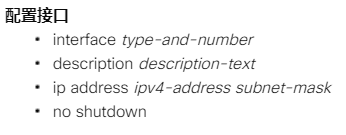 配置接口
▪ interface type-and-number
▪ description description-text
▪ ip address ipv4-address subnet-mask
▪ no shutdown